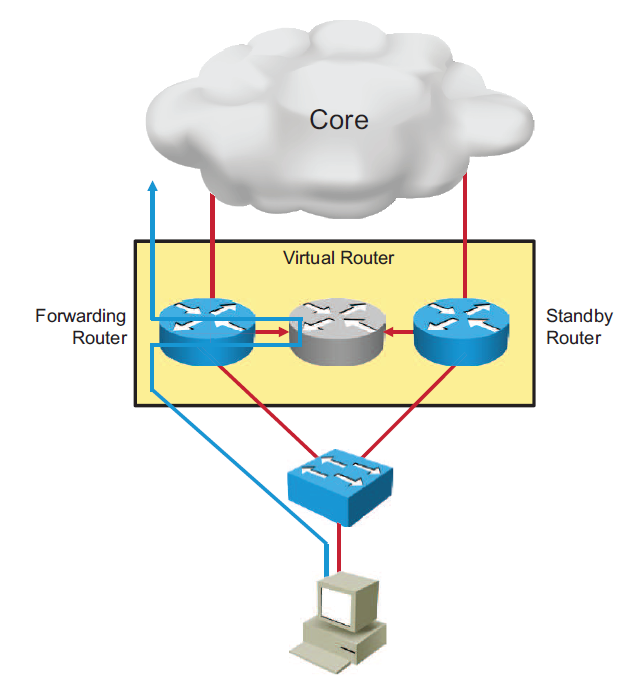 Core
Virtual Router
Forwarding
Router
Standby
Router